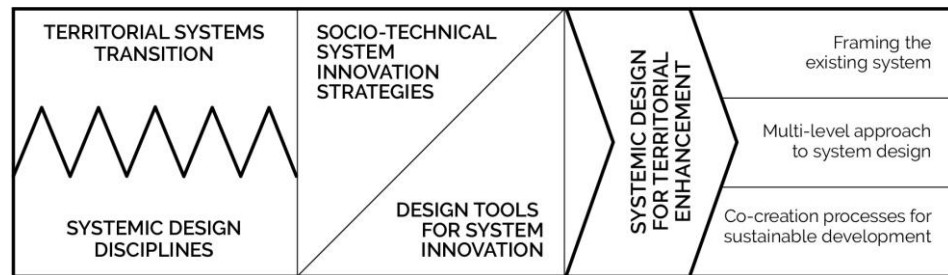 TERRITORIAL SYSTEMS
TRANSITION
SYSTEMIC DESIGN
DISCIPLINES
SOCIO-TECHNICAL
SYSTEM
INNOVATION
STRATEGIES
DESIGN TOOLS
FOR SYSTEM
INNOVATION
SYSTEMIC DESIGN
FOR TERRITORIAL
ENHANCEMENT
Framing the
existing system
Multi-level approach
to system design
Co-creation processes for
sustainable development